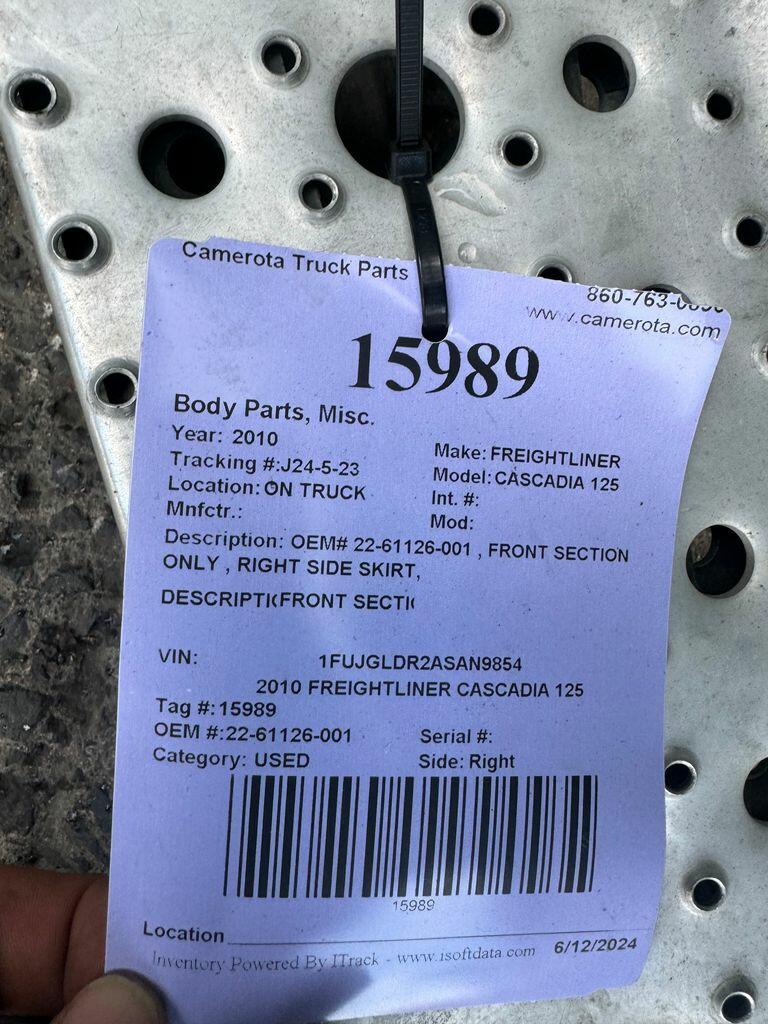 Camerota Truck Parts
860-763-0896
www.camerota.com
15989
Body Parts, Misc.
Year: 2010
Make: FREIGHTLINER
Tracking #:J24-5-23
Model: CASCADIA 125
Location: ON TRUCK
Int. #:
Mnfctr.:
Mod:
Description: OEM# 22-61126-001 , FRONT SECTION
ONLY , RIGHT SIDE SKIRT,
DESCRIPTI(FRONT SECTI(
VIN: 1FUJGLDR2ASAN9854
2010 FREIGHTLINER CASCADIA 125
Tag #:15989
OEM #:22-61126-001
Serial #:
Category: USED
Side: Right
15989
Location
6/12/2024
Inventory Powered By ITrack - www.isoftdata.com